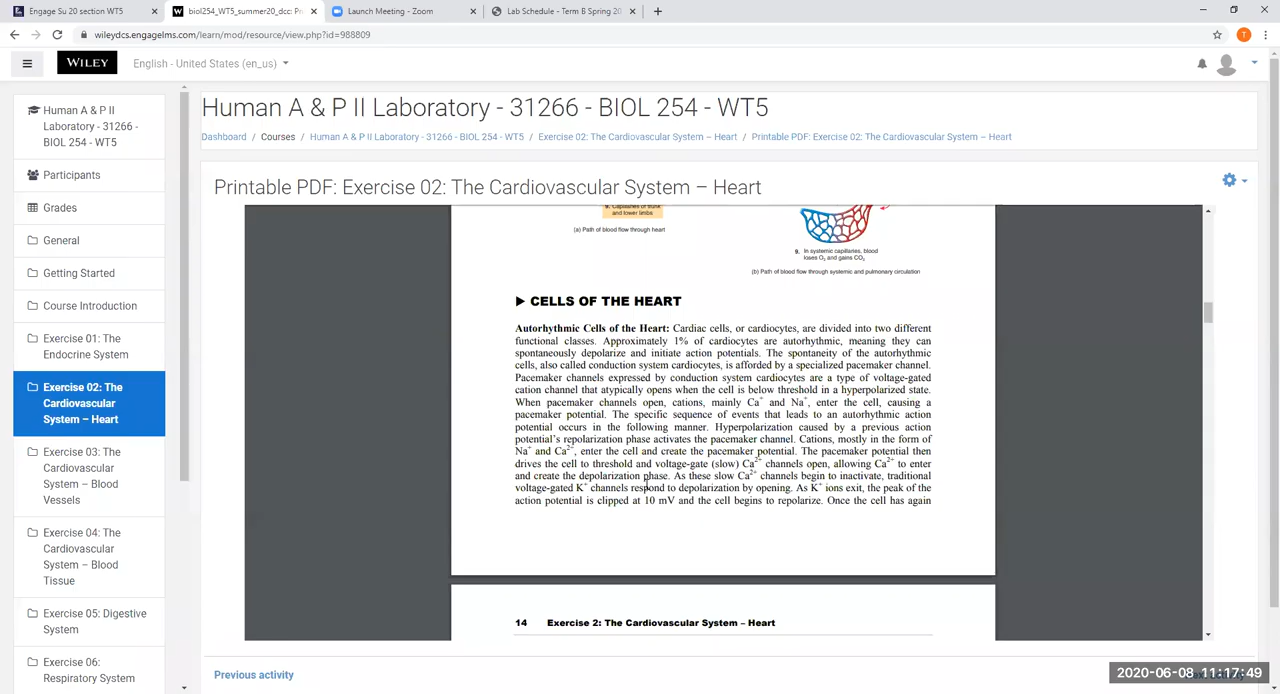 Engage Su 20 section WT5
biol254_WT5_summer20_dcc: Pri
Launch Meeting - Zoom
Lab Schedule - Term B Spring 20
wileydcs.engagelms.com/learn/mod/resource/view.php?id=988809
T
WILEY
English - United States (en_us)
Human A & P II
Laboratory - 31266 -
BIOL 254 - WT5
Participants
Grades
General
Getting Started
Course Introduction
Exercise 01: The
Endocrine System
Exercise 02: The
Cardiovascular
System – Heart
Exercise 03: The
Cardiovascular
System – Blood
Vessels
Exercise 04: The
Cardiovascular
System – Blood
Tissue
Exercise 05: Digestive
System
Exercise 06:
Respiratory System
Human A & P II Laboratory - 31266 - BIOL 254 - WT5
Dashboard / Courses / Human A & P II Laboratory - 31266 - BIOL 254 - WT5 / Exercise 02: The Cardiovascular System – Heart / Printable PDF: Exercise 02: The Cardiovascular System – Heart
Printable PDF: Exercise 02: The Cardiovascular System – Heart
and lower limbs
(a) Path of blood flow through heart
9. In systemic capillaries, blood
loses O2 and gains CO2
(b) Path of blood flow through systemic and pulmonary circulation
▶ CELLS OF THE HEART
Autorhythmic Cells of the Heart: Cardiac cells, or cardiocytes, are divided into two different
functional classes. Approximately 1% of cardiocytes are autorhythmic, meaning they can
spontaneously depolarize and initiate action potentials. The spontaneity of the autorhythmic
cells, also called conduction system cardiocytes, is afforded by a specialized pacemaker channel.
Pacemaker channels expressed by conduction system cardiocytes are a type of voltage-gated
cation channel that atypically opens when the cell is below threshold in a hyperpolarized state.
When pacemaker channels open, cations, mainly Ca⁺ and Na⁺, enter the cell, causing a
pacemaker potential. The specific sequence of events that leads to an autorhythmic action
potential occurs in the following manner. Hyperpolarization caused by a previous action
potential's repolarization phase activates the pacemaker channel. Cations, mostly in the form of
Na⁺ and Ca²⁺, enter the cell and create the pacemaker potential. The pacemaker potential then
drives the cell to threshold and voltage-gate (slow) Ca²⁺ channels open, allowing Ca²⁺ to enter
and create the depolarization phase. As these slow Ca²⁺ channels begin to inactivate, traditional
voltage-gated K⁺ channels respond to depolarization by opening. As K⁺ ions exit, the peak of the
action potential is clipped at 10 mV and the cell begins to repolarize. Once the cell has again
14 Exercise 2: The Cardiovascular System – Heart
Previous activity
2020-06-08 11:17:49